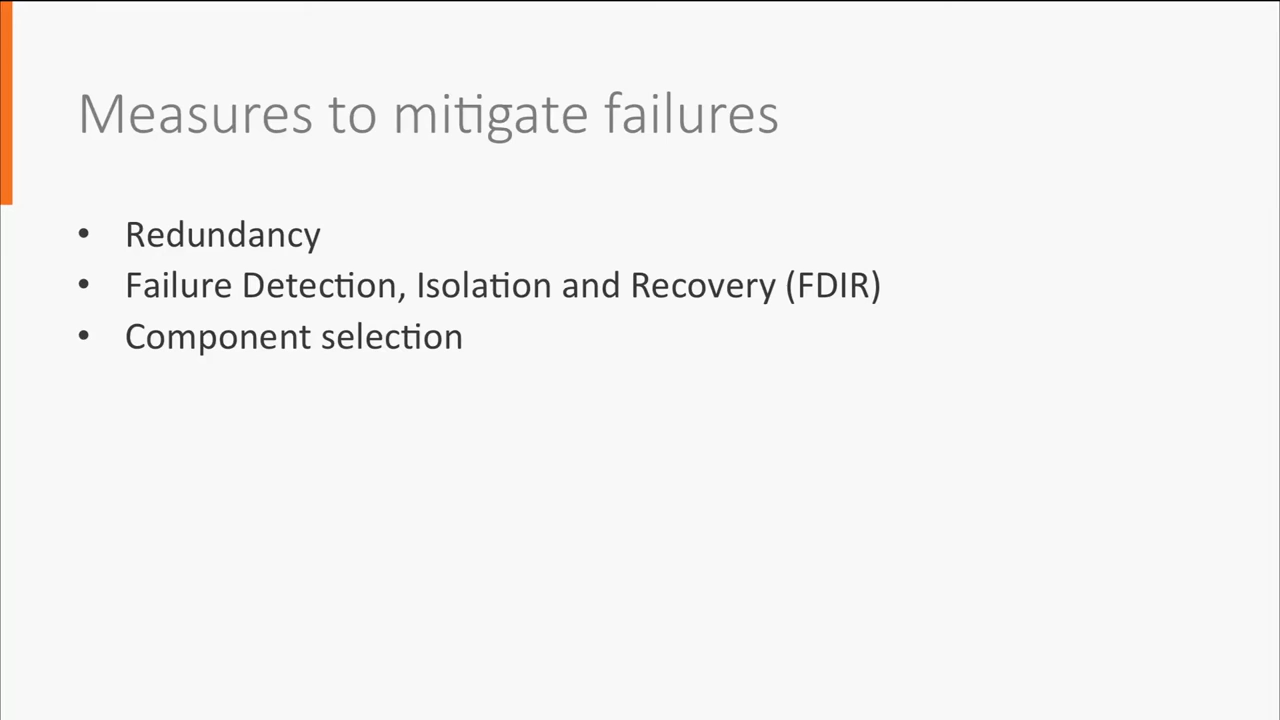 Measures to mitigate failures
• Redundancy
• Failure Detection, Isolation and Recovery (FDIR)
• Component selection